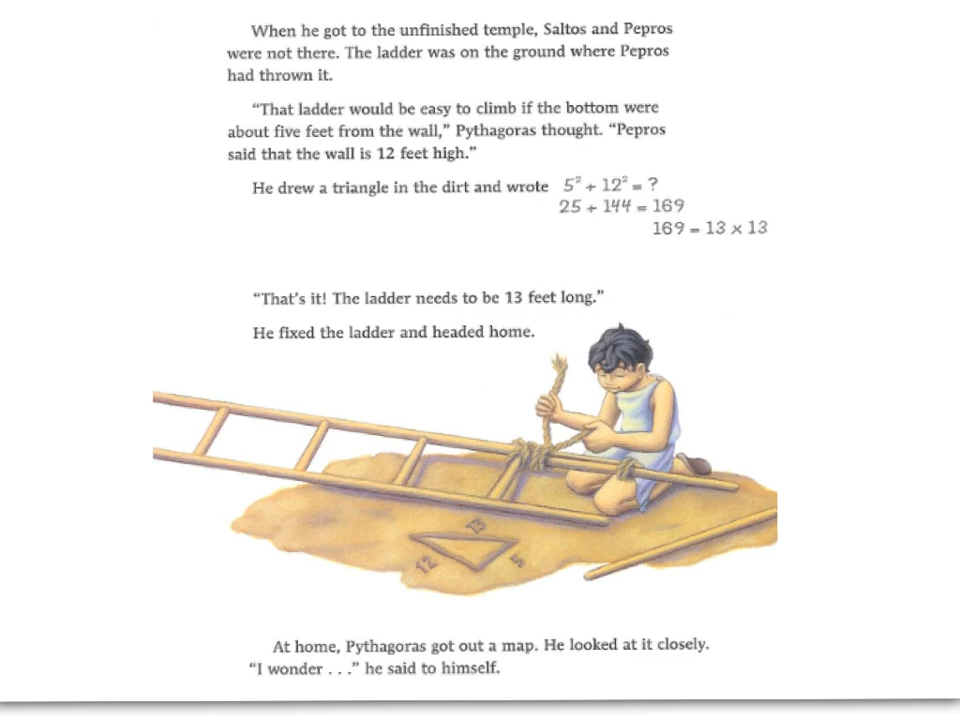 When he got to the unfinished temple, Saltos and Pepros
were not there. The ladder was on the ground where Pepros
had thrown it.
“That ladder would be easy to climb if the bottom were
about five feet from the wall,” Pythagoras thought. “Pepros
said that the wall is 12 feet high.”
He drew a triangle in the dirt and wrote 5² + 12² = ?
25 + 144 = 169
169 = 13 x 13
“That’s it! The ladder needs to be 13 feet long.”
He fixed the ladder and headed home.
13
12
5
At home, Pythagoras got out a map. He looked at it closely.
“I wonder . . .” he said to himself.